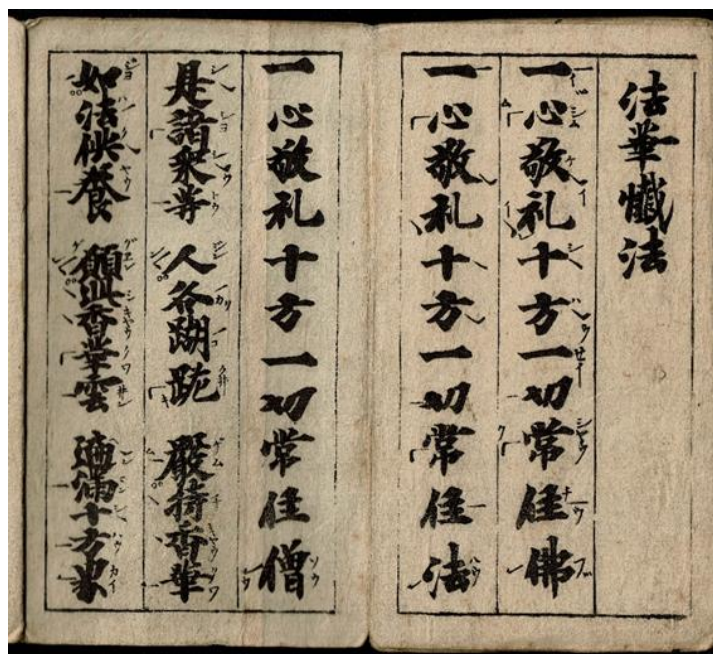 法華懺法
一心敬礼十方一切常住佛
一心敬礼十方一切常住法
一心敬礼十方一切常住僧
是諸衆等 人各䠒跪 嚴持香華
如法供養 願此香華雲 遍滿十方界